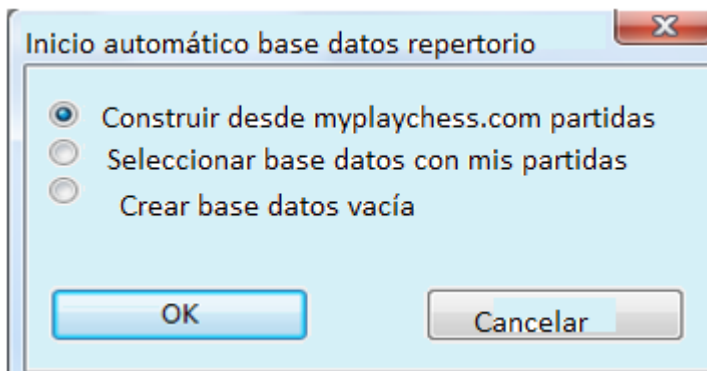 Inicio automático base datos repertorio
Construir desde myplaychess.com partidas
Seleccionar base datos con mis partidas
Crear base datos vacía
OK
Cancelar